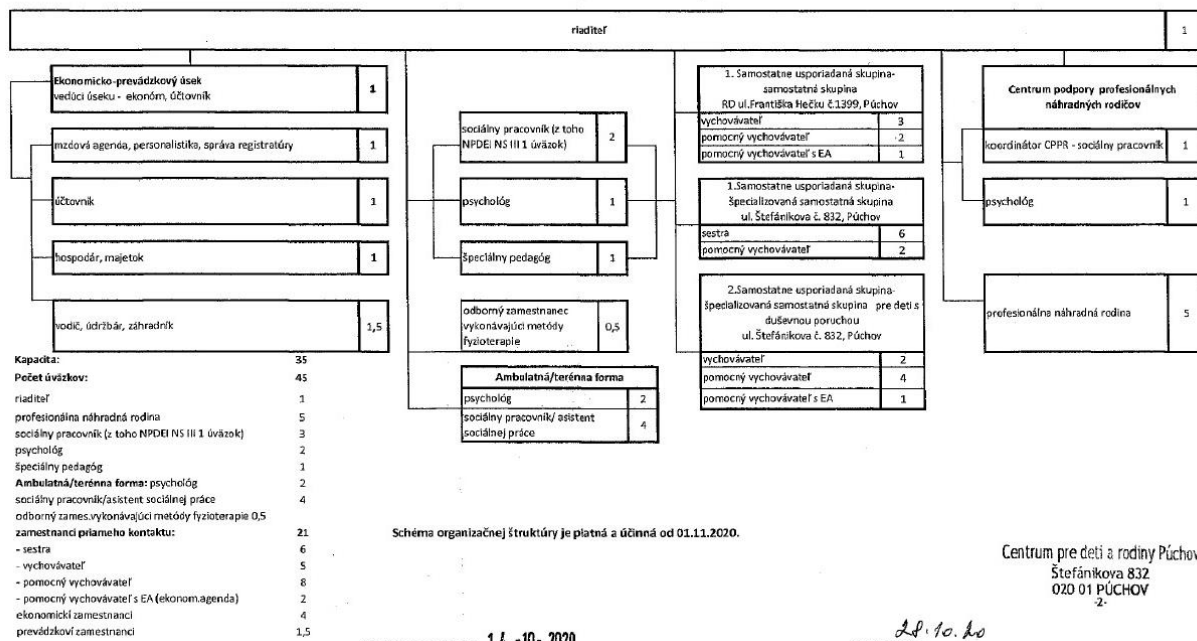 riaditeľ 1
Ekonomicko-prevádzkový úsek
vedúci úseku - ekonóm, účtovník 1
mzdová agenda, personalistika, správa registratúry 1
účtovník 1
hospodár, majetok 1
vodič, údržbár, záhradník 1,5
sociálny pracovník (z toho
NPDEI NS III 1 úväzok) 2
psychológ 1
špeciálny pedagóg 1
odborný zamestnanec
vykonávajúci metódy
fyzioterapie 0,5
Ambulatná/terénna forma
psychológ 2
sociálny pracovník/ asistent
sociálnej práce 4
1. Samostatne usporiadaná skupina-
samostatná skupina
RD ul.Františka Hečku č.1399, Púchov
vychovávateľ 3
pomocný vychovávateľ 2
pomocný vychovávateľ s EA 1
1.Samostatne usporiadaná skupina-
špecializovaná samostatná skupina
ul. Štefánikova č. 832, Púchov
sestra 6
pomocný vychovávateľ 2
2.Samostatne usporiadaná skupina-
špecializovaná samostatná skupina pre deti s
duševnou poruchou
ul. Štefánikova č. 832, Púchov
vychovávateľ 2
pomocný vychovávateľ 4
pomocný vychovávateľ s EA 1
Centrum podpory profesionálnych
náhradných rodičov
koordinátor CPPR - sociálny pracovník 1
psychológ 1
profesionálna náhradná rodina 5
Kapacita: 35
Počet úväzkov: 45
riaditeľ 1
profesionálna náhradná rodina 5
sociálny pracovník (z toho NPDEI NS III 1 úväzok) 3
psychológ 2
špeciálny pedagóg 1
Ambulatná/terénna forma: psychológ 2
sociálny pracovník/asistent sociálnej práce 4
odborný zames.vykonávajúci metódy fyzioterapie 0,5
zamestnanci priameho kontaktu: 21
- sestra 6
- vychovávateľ 5
- pomocný vychovávateľ 8
- pomocný vychovávateľ s EA (ekonom.agenda) 2
ekonomickí zamestnanci 4
prevádzkoví zamestnanci 1,5
Schéma organizačnej štruktúry je platná a účinná od 01.11.2020.
Centrum pre deti a rodiny Púchov
Štefánikova 832
020 01 PÚCHOV
-2-
-10- 2020
28.10.20